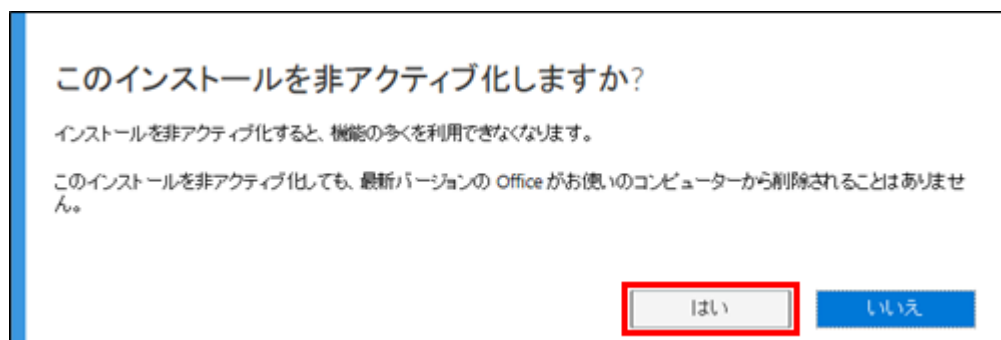 このインストールを非アクティブ化しますか?
インストールを非アクティブ化すると、機能の多くを利用できなくなります。
このインストールを非アクティブ化しても、最新バージョンの Office がお使いのコンピューターから削除されることはありませ
ん。
はい
いいえ